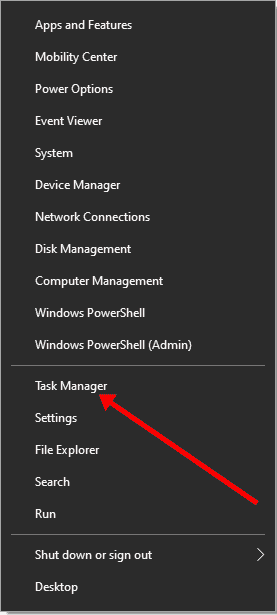 Apps and Features
Mobility Center
Power Options
Event Viewer
System
Device Manager
Network Connections
Disk Management
Computer Management
Windows PowerShell
Windows PowerShell (Admin)
Task Manager
Settings
File Explorer
Search
Run
Shut down or sign out
Desktop